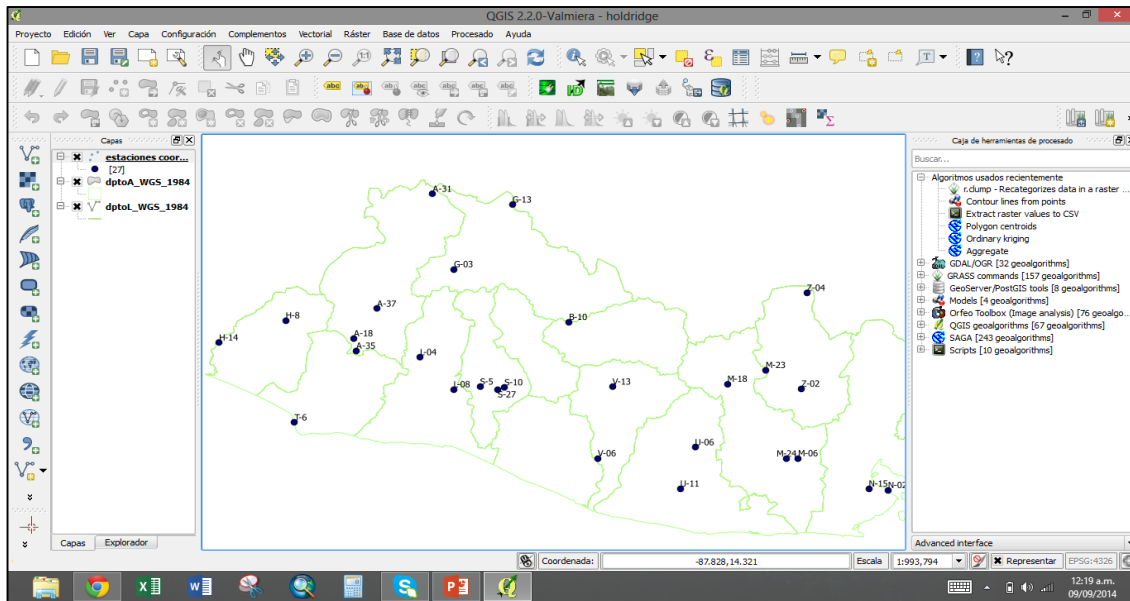 QGIS 2.2.0-Valmiera - holdridge
Proyecto Edición Ver Capa Configuración Complementos Vectorial Ráster Base de datos Procesado Ayuda
Capas
estaciones coor...
[27]
dptoA_WGS_1984
dptoL_WGS_1984
Capas Explorador
A-31
G-13
G-03
Z-04
A-37
H-8
B-10
A-18
H-14
A-35
L-04
M-23
M-18
V-13
Z-02
L-08
S-5
S-10
S-27
T-6
U-06
V-06
M-24
M-06
U-11
N-15
N-02
Caja de herramientas de procesado
Buscar...
Algoritmos usados recientemente
r.dump - Recategorizes data in a raster ...
Contour lines from points
Extract raster values to CSV
Polygon centroids
Ordinary kriging
Aggregate
GDAL/OGR [32 geoalgorithms]
GRASS commands [157 geoalgorithms]
GeoServer/PostGIS tools [8 geoalgorithms]
Models [4 geoalgorithms]
Orfeo Toolbox (Image analysis) [76 geoalgo...
QGIS geoalgorithms [67 geoalgorithms]
SAGA [243 geoalgorithms]
Scripts [10 geoalgorithms]
Advanced interface
Coordenada: -87.828,14.321 Escala 1:993,794 Representar EPSG:4326
12:19 a.m.
09/09/2014